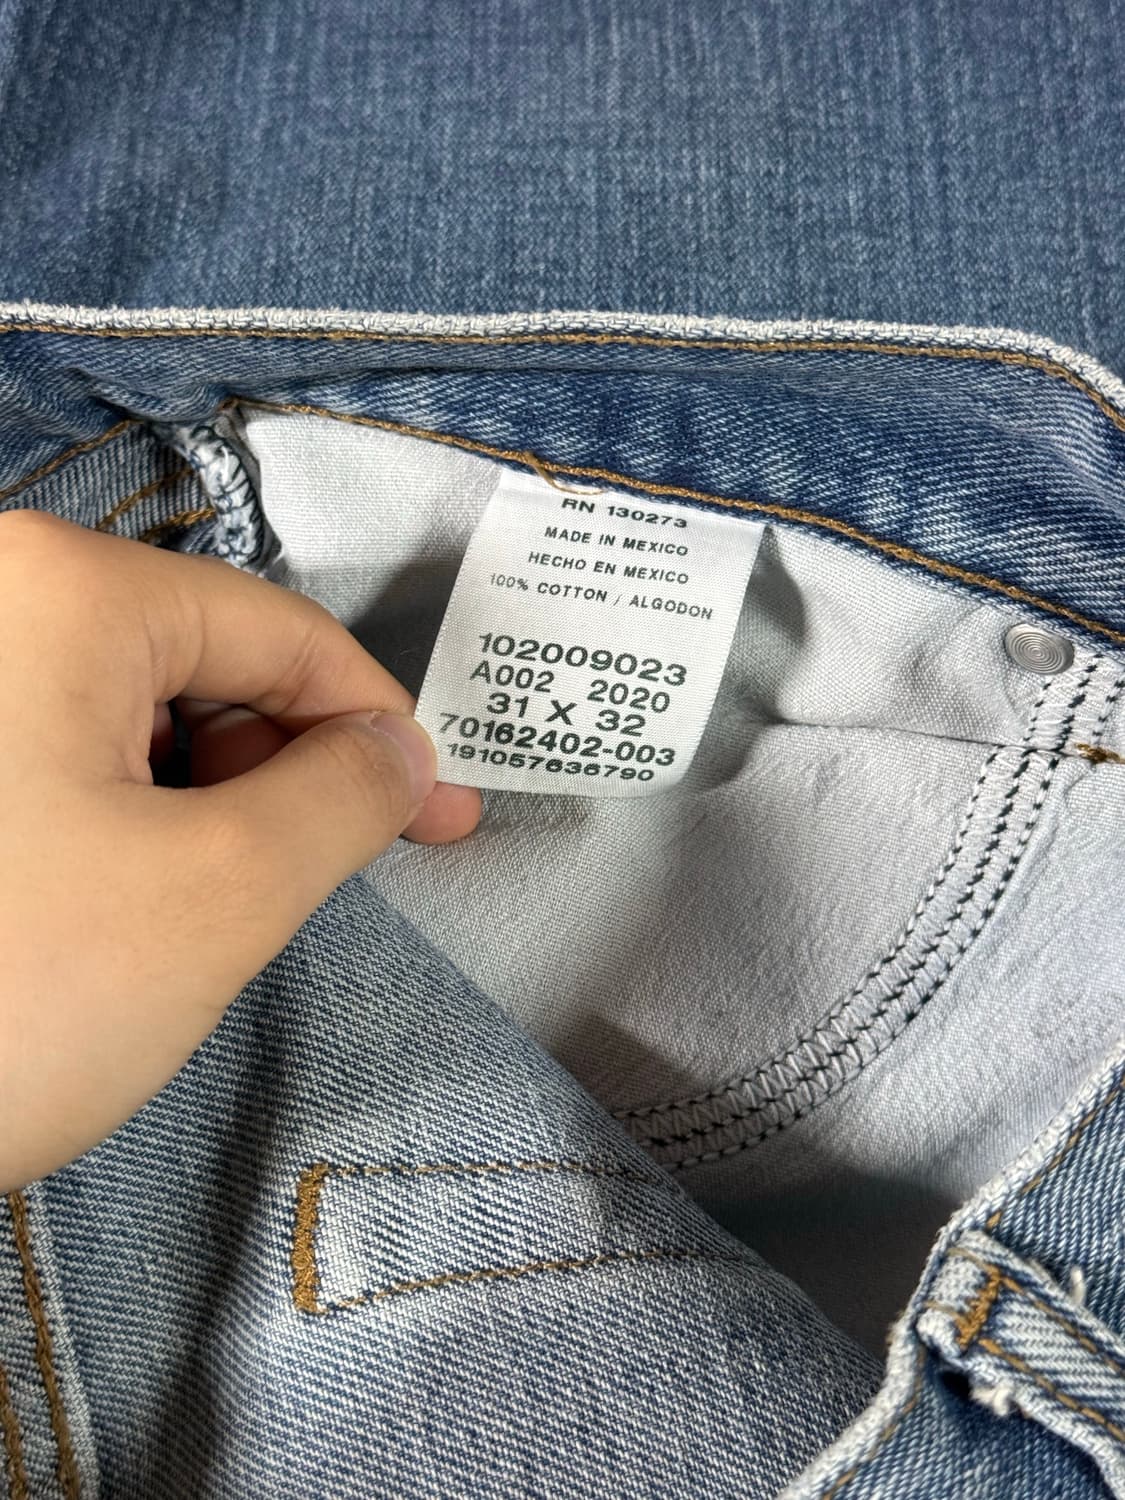 RN 130273
MADE IN MEXICO
HECHO EN MEXICO
100% COTTON / ALGODON
102009023
A002 2020
31 X 32
70162402-003
191057636790